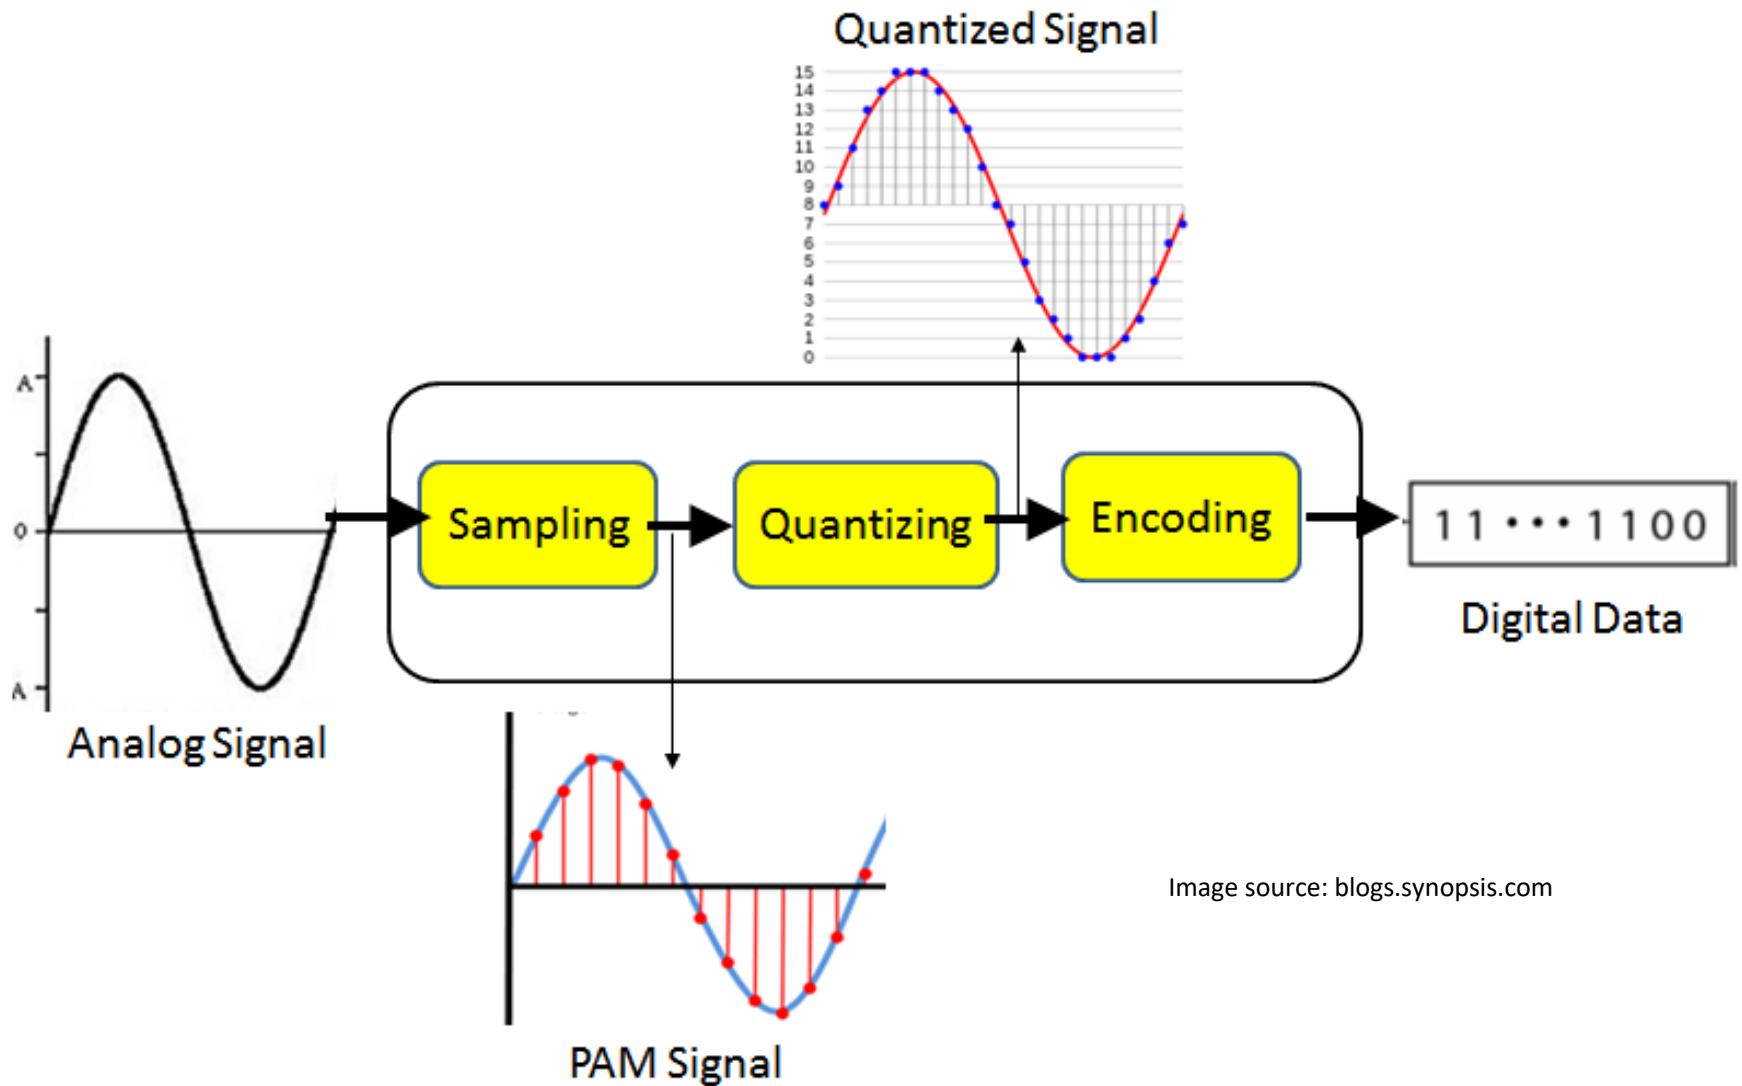 Quantized Signal
15
14
13
12
11
10
9
8
7
6
5
4
3
2
1
0
A
0
A
Sampling
Quantizing
Encoding
11 • • • 1100
Digital Data
Analog Signal
Image source: blogs.synopsis.com
PAM Signal